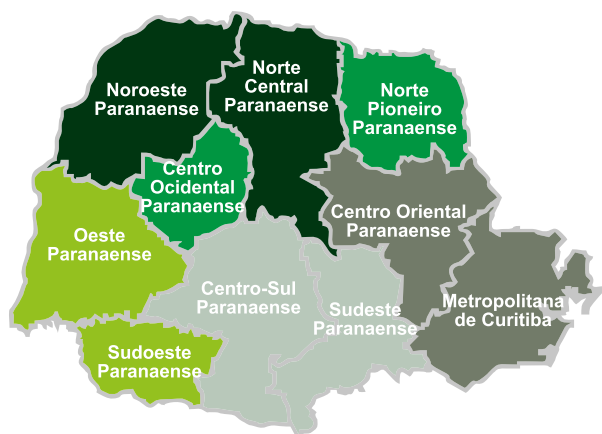 Noroeste
Paranaense
Norte
Central
Paranaense
Norte
Pioneiro
Paranaense
Centro
Ocidental
Paranaense
Centro Oriental
Paranaense
Oeste
Paranaense
Centro-Sul
Paranaense
Sudeste
Paranaense
Metropolitana
de Curitiba
Sudoeste
Paranaense